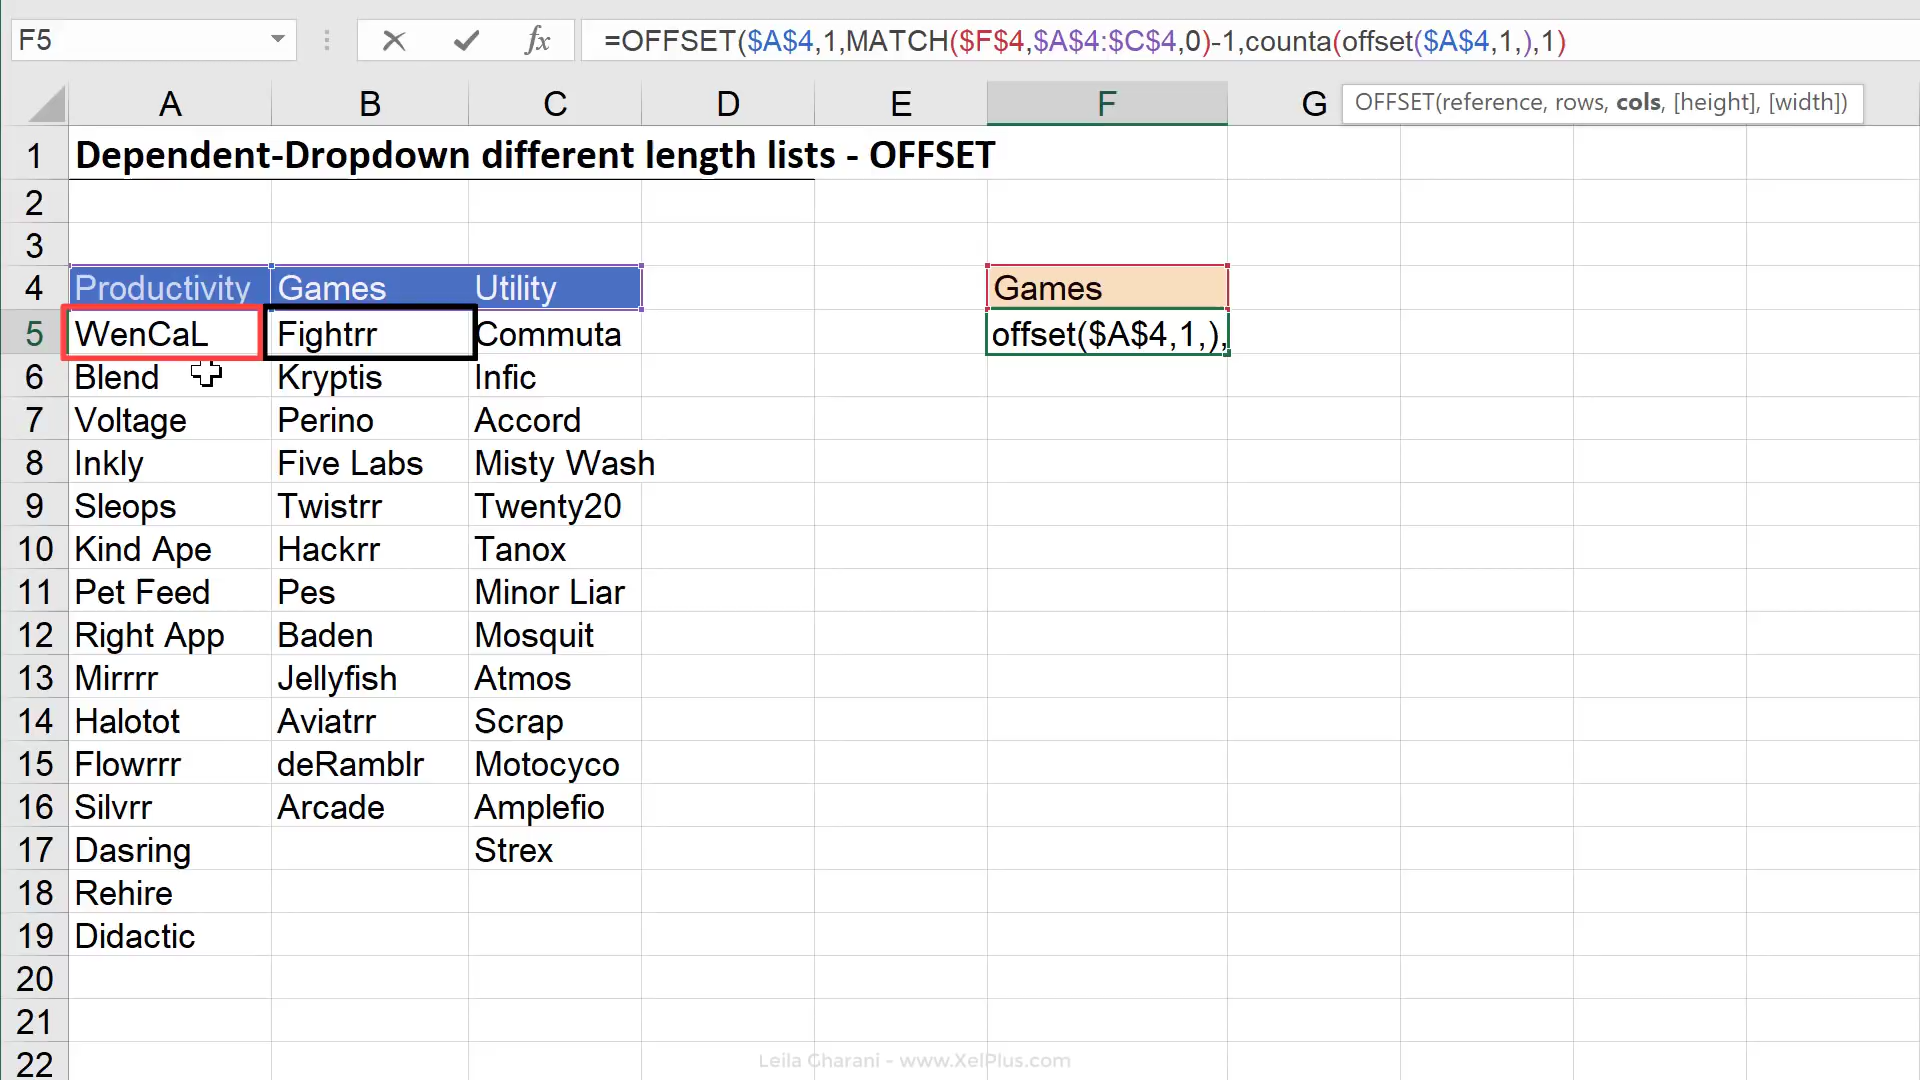 F5 fx =OFFSET($A$4,1,MATCH($F$4,$A$4:$C$4,0)-1,counta(offset($A$4,1,),1)
A B C D E F G OFFSET(reference, rows, cols, [height], [width])
1 Dependent-Dropdown different length lists - OFFSET
2
3
4 Productivity Games Utility Games
5 WenCaL Fightrr Commuta offset($A$4,1,),
6 Blend Kryptis Infic
7 Voltage Perino Accord
8 Inkly Five Labs Misty Wash
9 Sleops Twistrr Twenty20
10 Kind Ape Hackrr Tanox
11 Pet Feed Pes Minor Liar
12 Right App Baden Mosquit
13 Mirrrr Jellyfish Atmos
14 Halotot Aviatrr Scrap
15 Flowrrr deRamblr Motocyco
16 Silvrr Arcade Amplefio
17 Dasring Strex
18 Rehire
19 Didactic
20
21
22
Leila Gharani - www.XelPlus.com